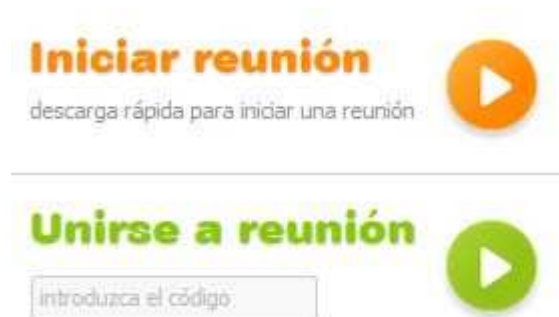 Iniciar reunión
descarga rápida para iniciar una reunión
Unirse a reunión
introduzca el código